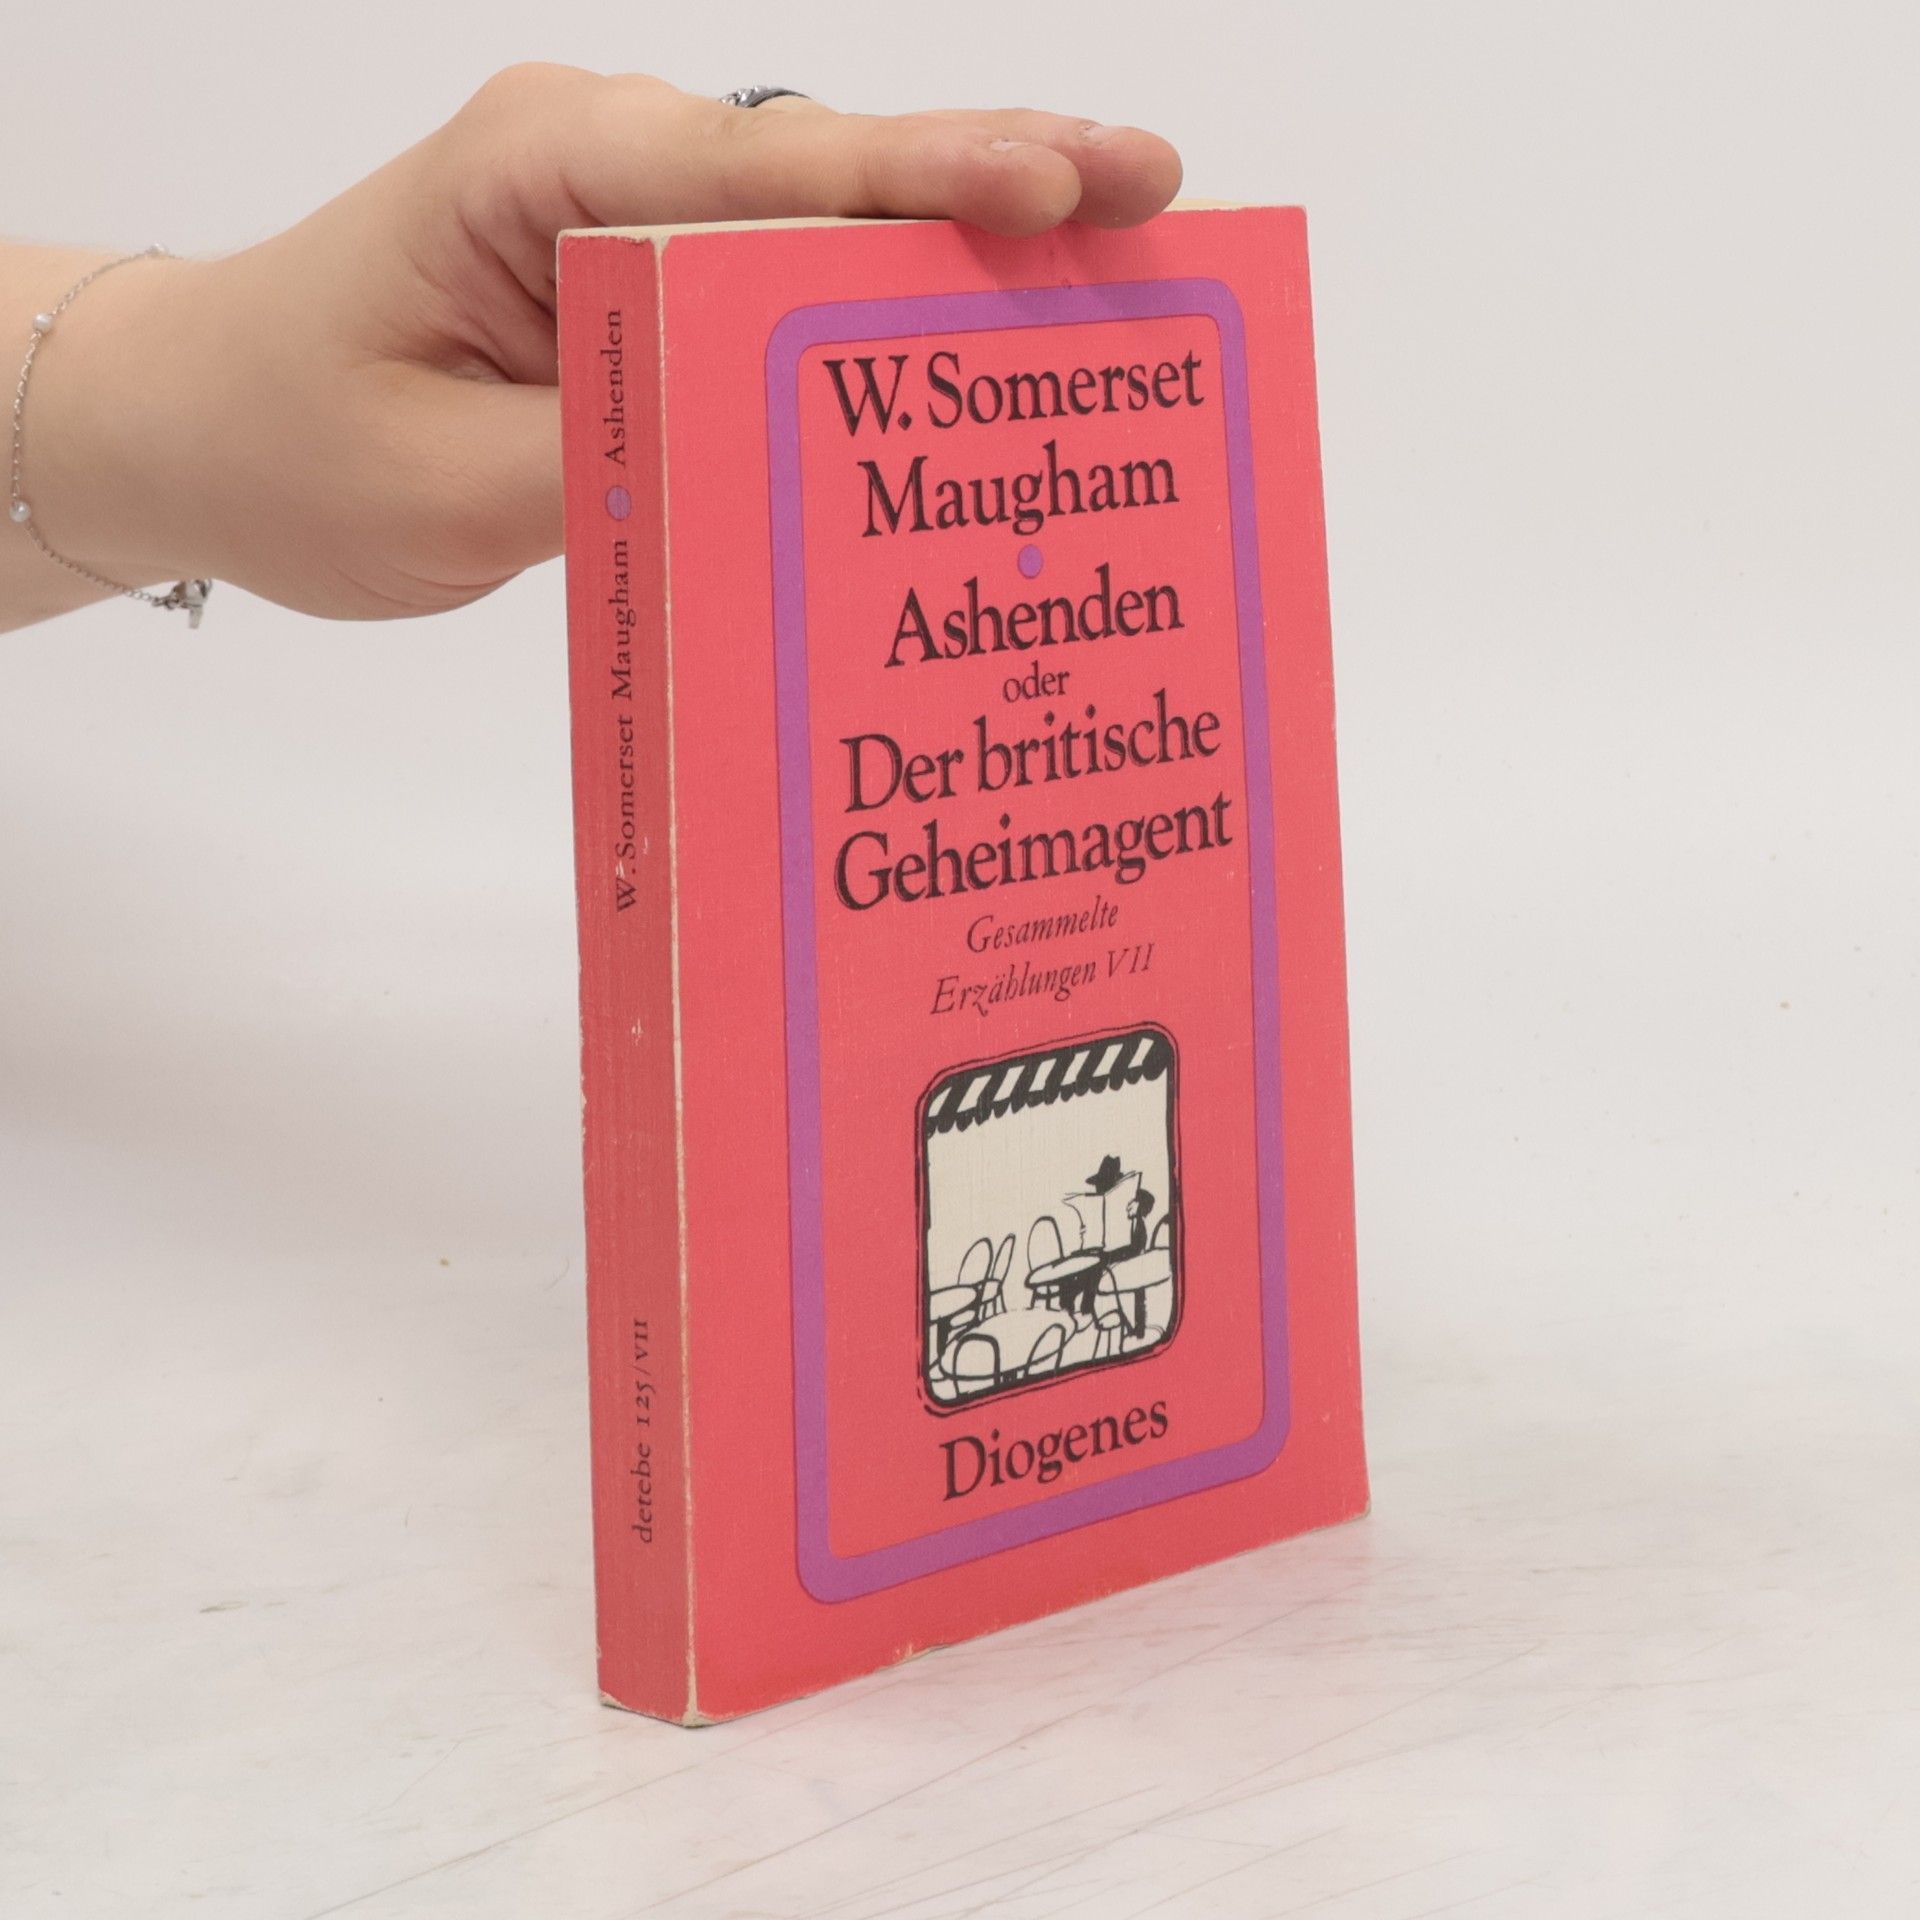 W. Somerset Maugham ● Ashenden
detebe 125/VII
W. Somerset
Maugham
Ashenden
oder
Der britische
Geheimagent
Gesammelte
Erzählungen VII
Diogenes